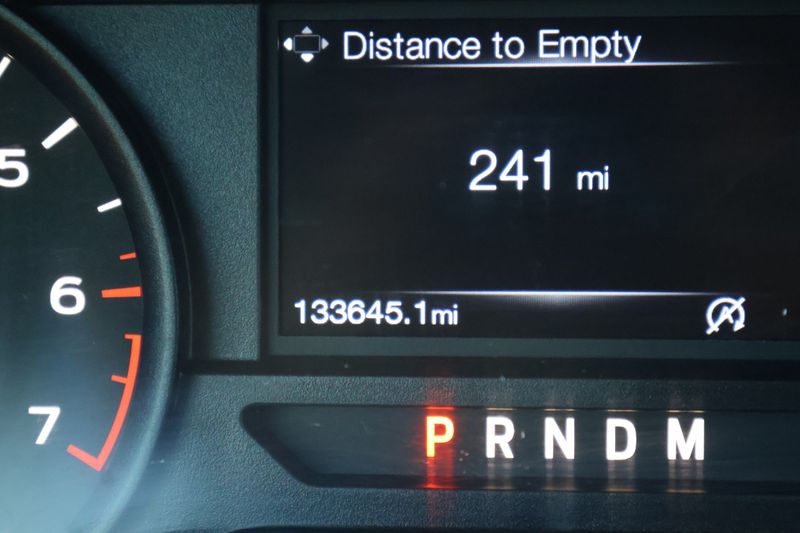 Distance to Empty
241 mi
133645.1mi
5
6
7
P R N D M